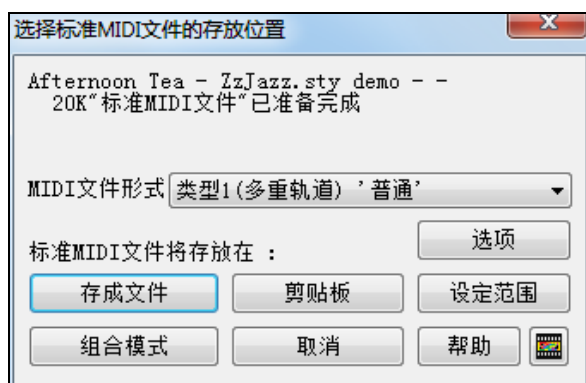 选择标准MIDI文件的存放位置
Afternoon Tea - ZzJazz.sty demo - -
20K"标准MIDI文件"已准备完成
MIDI文件形式 类型1(多重轨道) '普通'
标准MIDI文件将存放在 : 选项
存成文件 剪贴板 设定范围
组合模式 取消 帮助